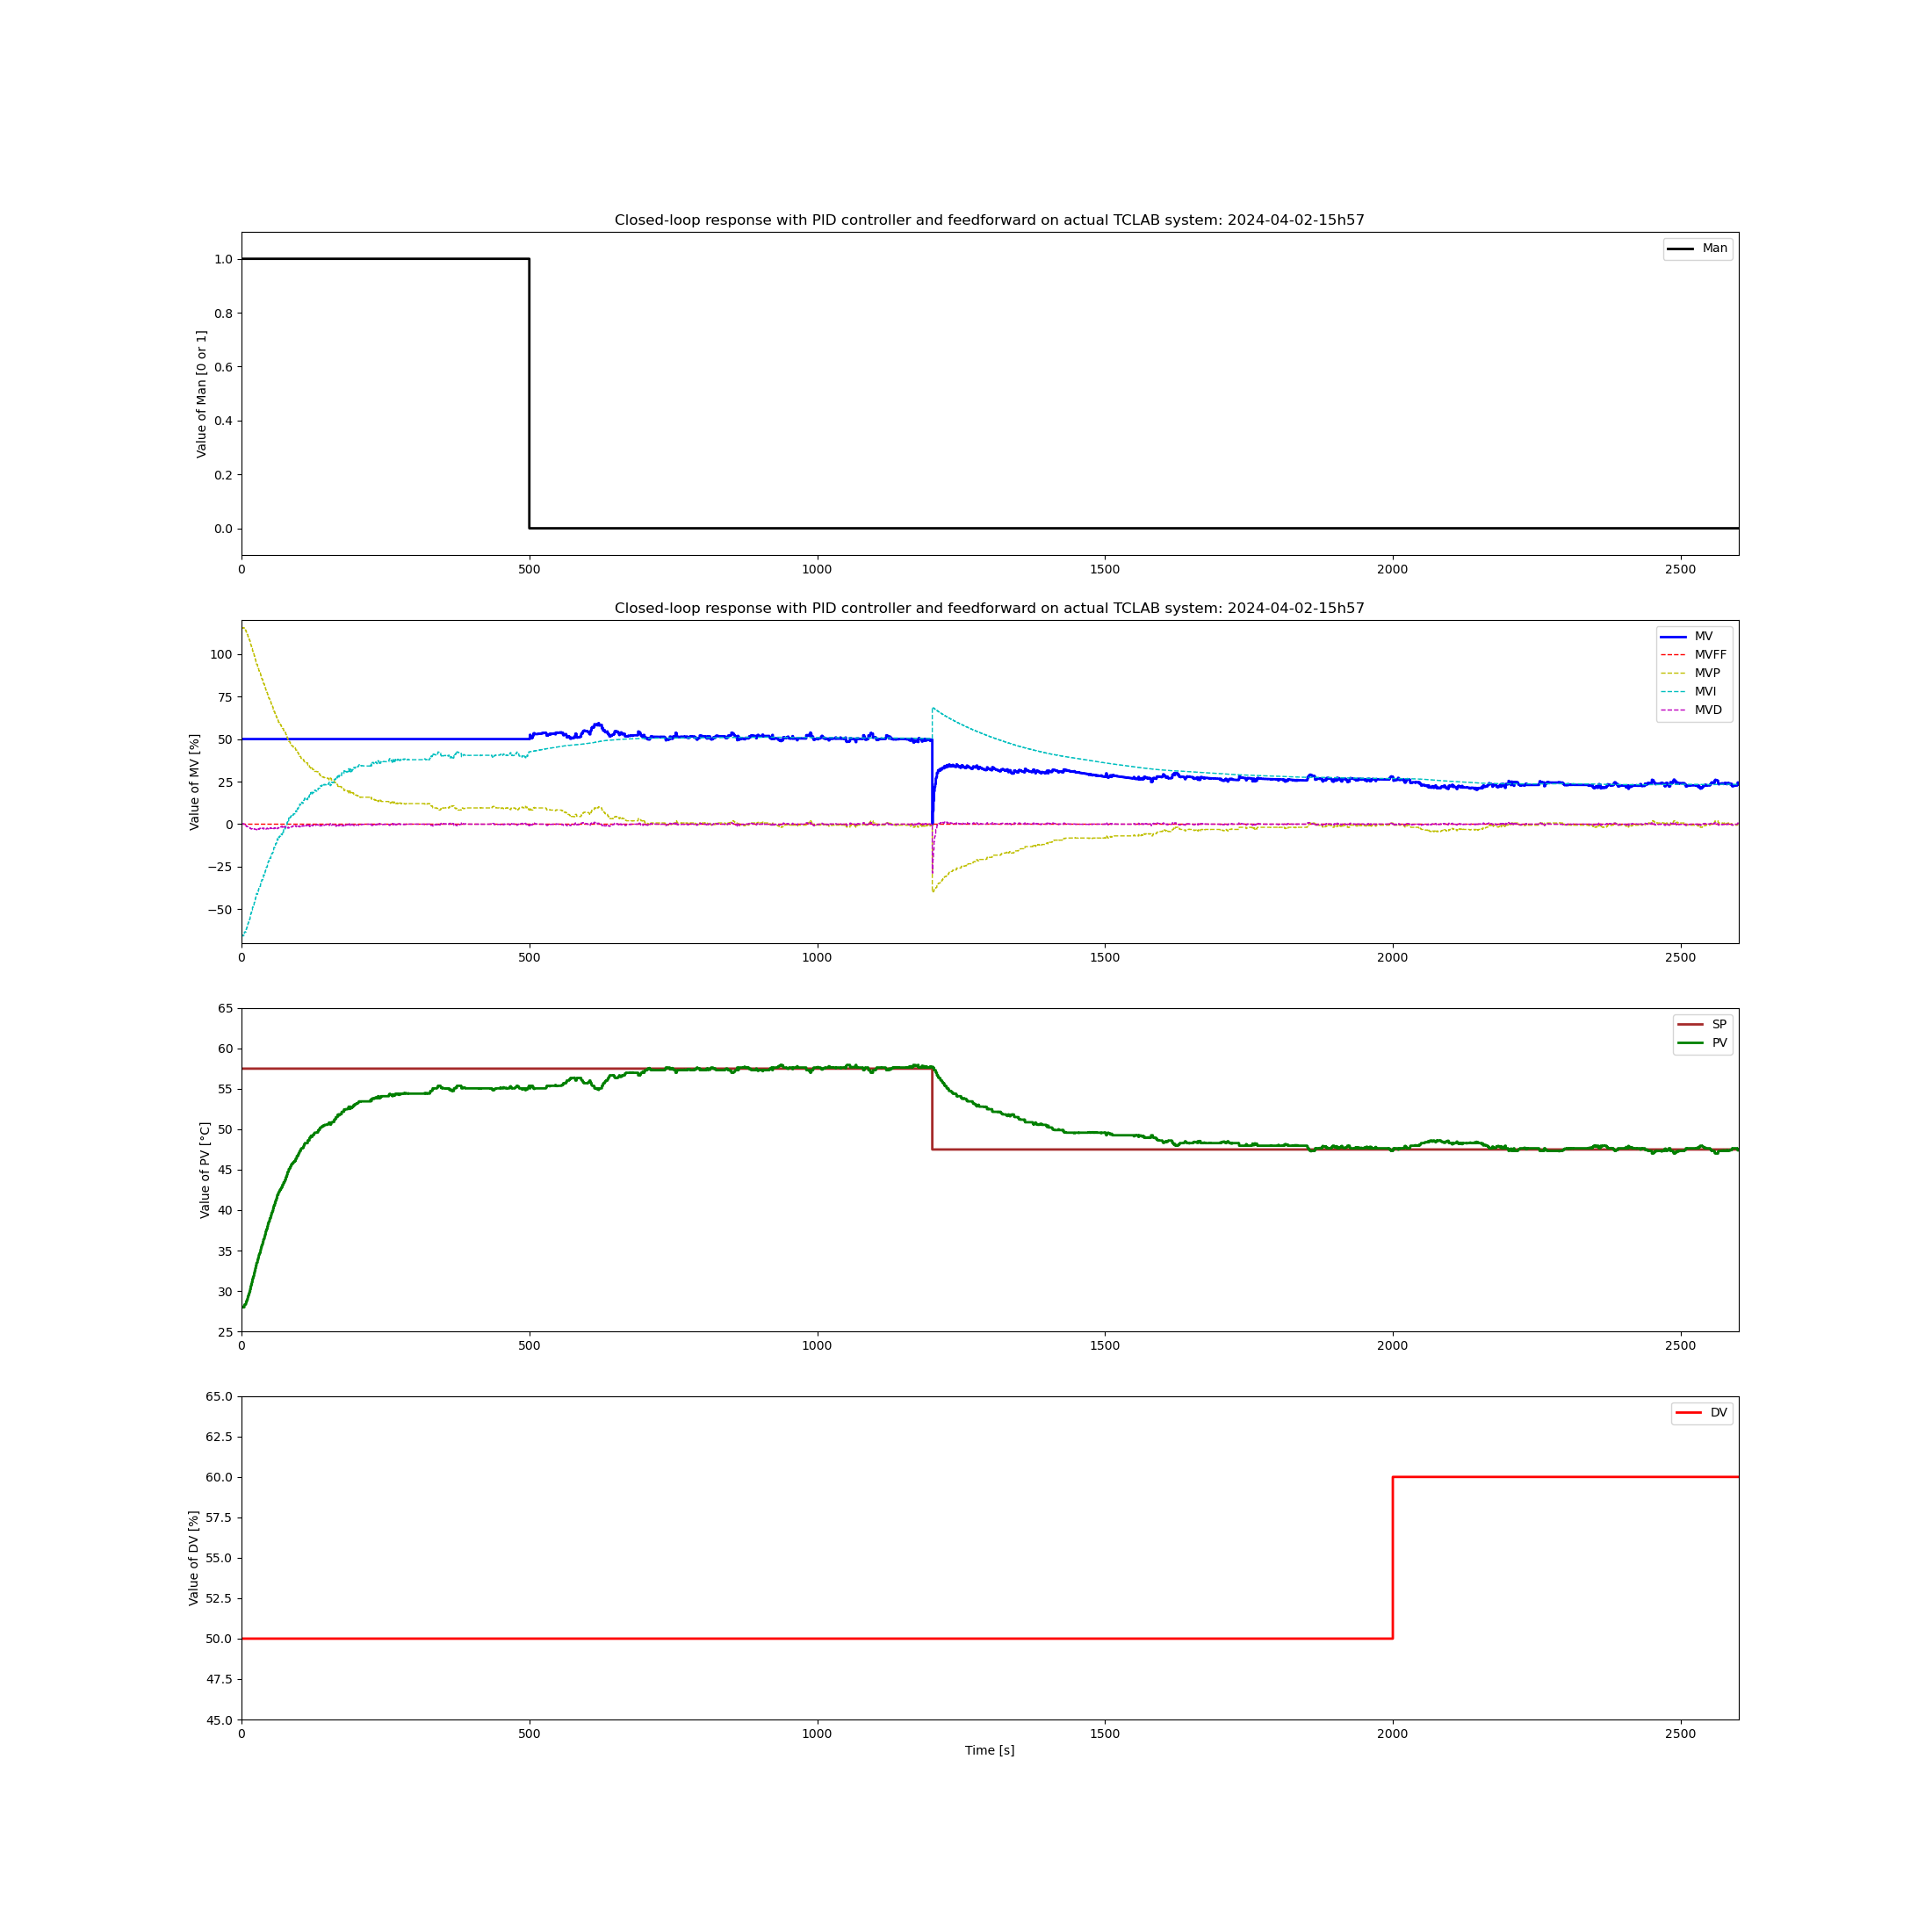 Closed-loop response with PID controller and feedforward on actual TCLAB system: 2024-04-02-15h57
Value of Man [0 or 1]
1.0
0.8
0.6
0.4
0.2
0.0
Man
0 500 1000 1500 2000 2500
Closed-loop response with PID controller and feedforward on actual TCLAB system: 2024-04-02-15h57
Value of MV [%]
100
75
50
25
0
−25
−50
MV
MVFF
MVP
MVI
MVD
0 500 1000 1500 2000 2500
Value of PV [°C]
65
60
55
50
45
40
35
30
25
SP
PV
0 500 1000 1500 2000 2500
Value of DV [%]
65.0
62.5
60.0
57.5
55.0
52.5
50.0
47.5
45.0
DV
0 500 1000 1500 2000 2500
Time [s]